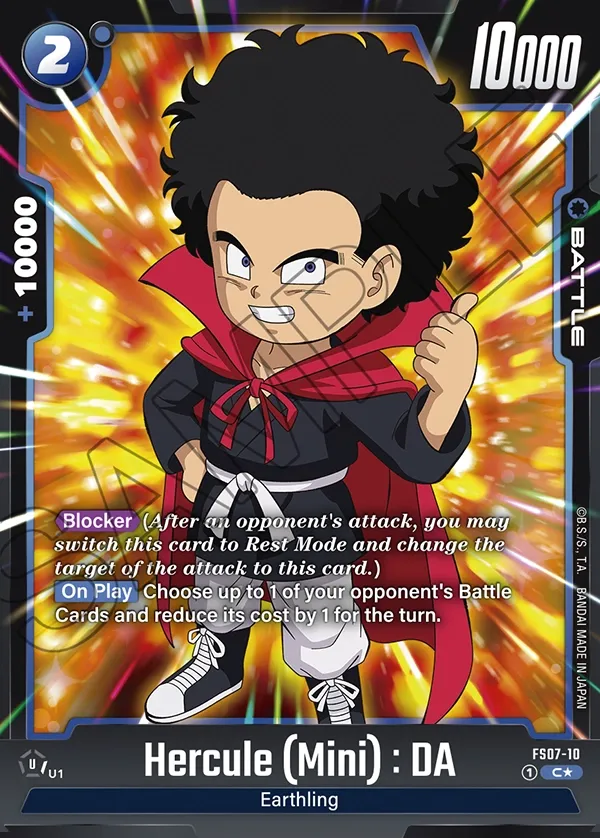 2
10000
+10000
BATTLE
SAMPLE
Blocker (After an opponent's attack, you may
switch this card to Rest Mode and change the
target of the attack to this card.)
On Play Choose up to 1 of your opponent's Battle
Cards and reduce its cost by 1 for the turn.
©B.S./S., T.A. BANDAI MADE IN JAPAN
U/U1
Hercule (Mini) : DA
FS07-10
1 C★
Earthling